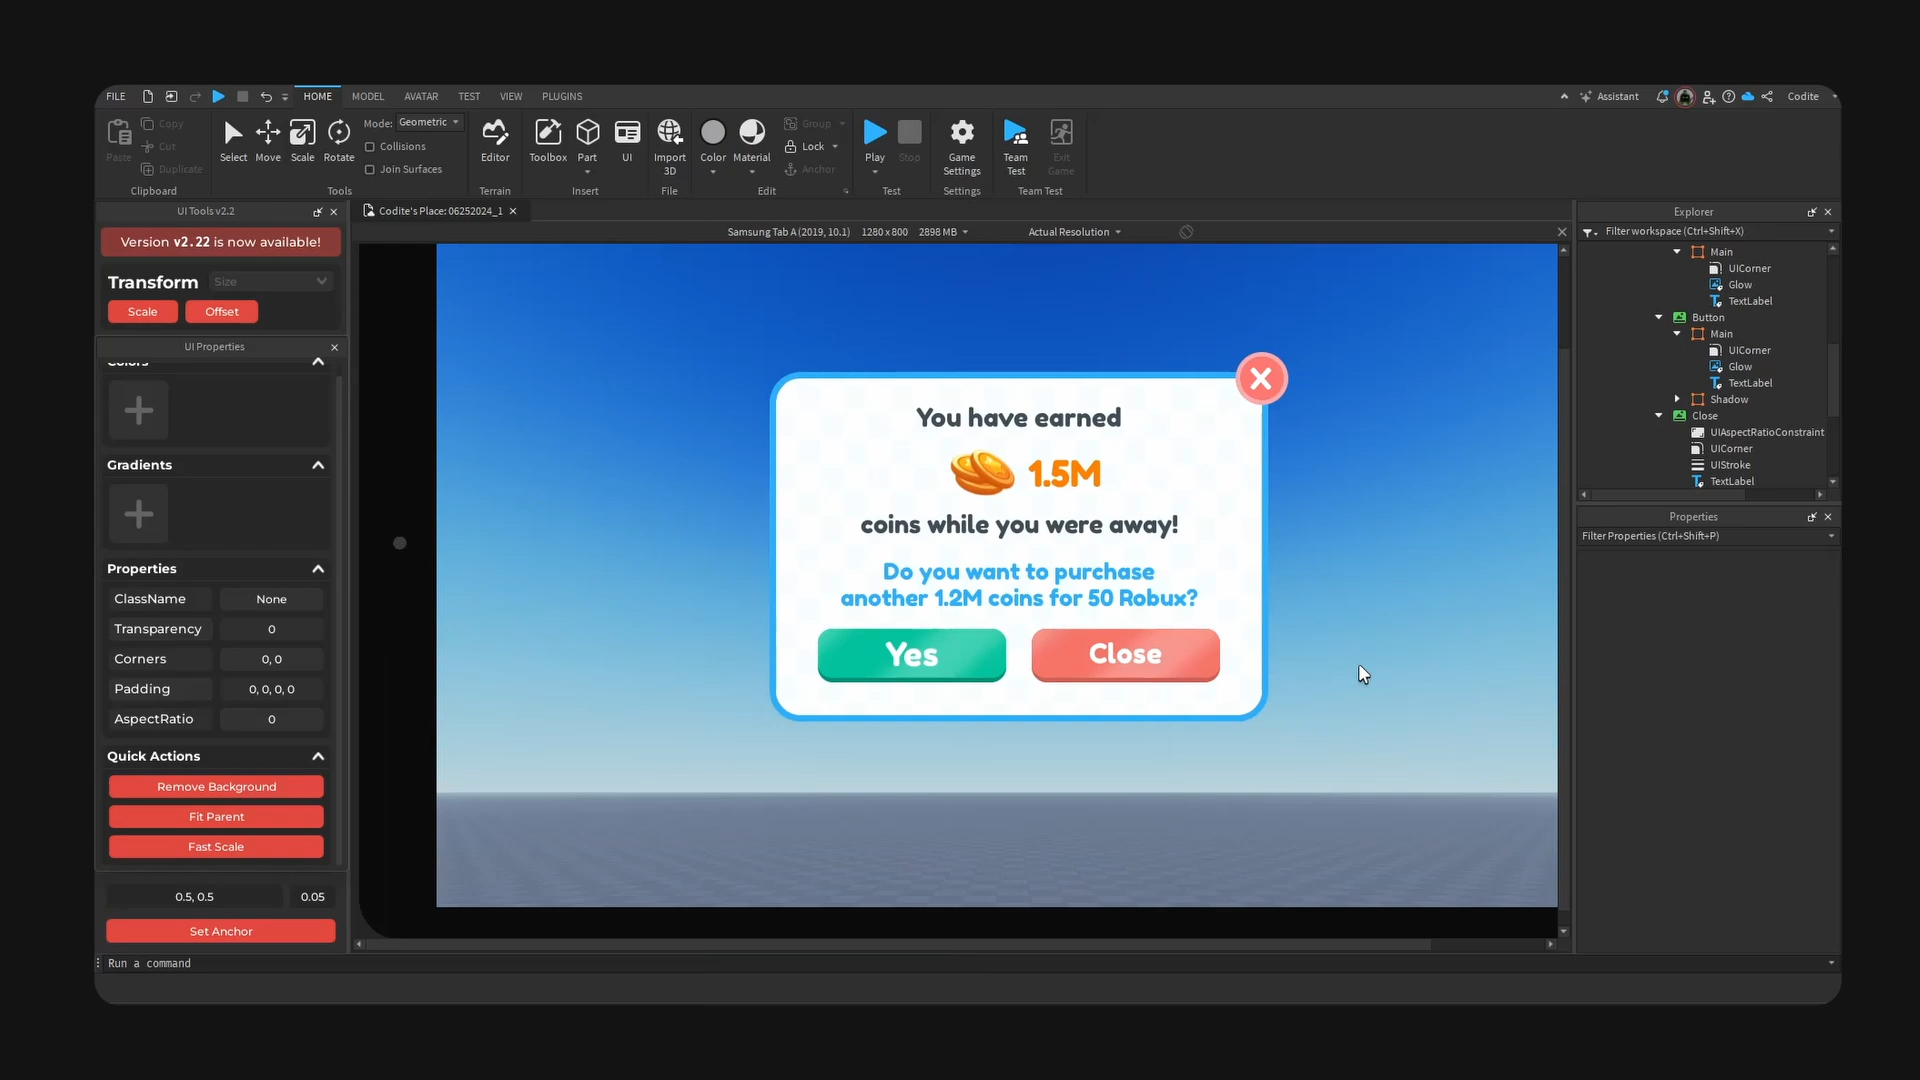 FILE HOME MODEL AVATAR TEST VIEW PLUGINS Assistant Codite
Paste Copy Cut Duplicate Select Move Scale Rotate Mode: Geometric Collisions Join Surfaces Editor Toolbox Part UI Import 3D Color Material Group Lock Anchor Play Stop Game Settings Team Test Exit Game
Clipboard Tools Terrain Insert File Edit Test Settings Team Test
UI Tools v2.2
Codite's Place: 06252024_1
Explorer
Version v2.22 is now available!
Samsung Tab A (2019, 10.1) 1280x800 2898 MB Actual Resolution
Filter workspace (Ctrl+Shift+X)
Transform Size
Scale Offset
UI Properties
Colors
Gradients
Properties
ClassName None
Transparency 0
Corners 0, 0
Padding 0, 0, 0, 0
AspectRatio 0
Quick Actions
Remove Background
Fit Parent
Fast Scale
0.5, 0.5 0.05
Set Anchor
Run a command
You have earned
1.5M
coins while you were away!
Do you want to purchase
another 1.2M coins for 50 Robux?
Yes Close
Main
UICorner
Glow
TextLabel
Button
Main
UICorner
Glow
TextLabel
Shadow
Close
UIAspectRatioConstraint
UICorner
UIStroke
TextLabel
Properties
Filter Properties (Ctrl+Shift+P)